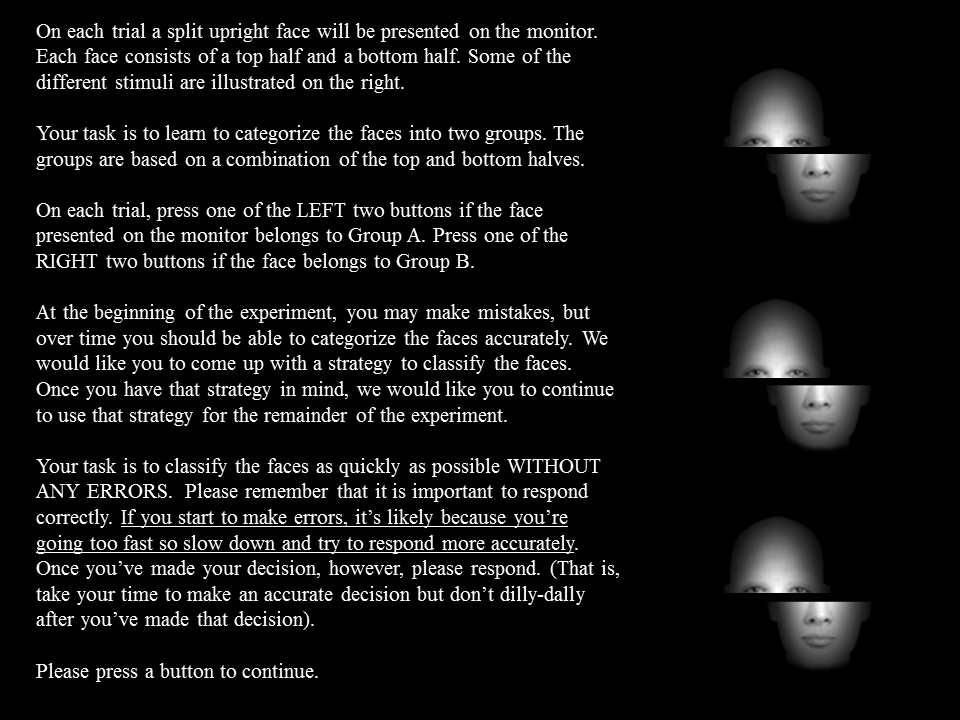 On each trial a split upright face will be presented on the monitor.
Each face consists of a top half and a bottom half. Some of the
different stimuli are illustrated on the right.
Your task is to learn to categorize the faces into two groups. The
groups are based on a combination of the top and bottom halves.
On each trial, press one of the LEFT two buttons if the face
presented on the monitor belongs to Group A. Press one of the
RIGHT two buttons if the face belongs to Group B.
At the beginning of the experiment, you may make mistakes, but
over time you should be able to categorize the faces accurately. We
would like you to come up with a strategy to classify the faces.
Once you have that strategy in mind, we would like you to continue
to use that strategy for the remainder of the experiment.
Your task is to classify the faces as quickly as possible WITHOUT
ANY ERRORS. Please remember that it is important to respond
correctly. If you start to make errors, it’s likely because you’re
going too fast so slow down and try to respond more accurately.
Once you’ve made your decision, however, please respond. (That is,
take your time to make an accurate decision but don’t dilly-dally
after you’ve made that decision).
Please press a button to continue.